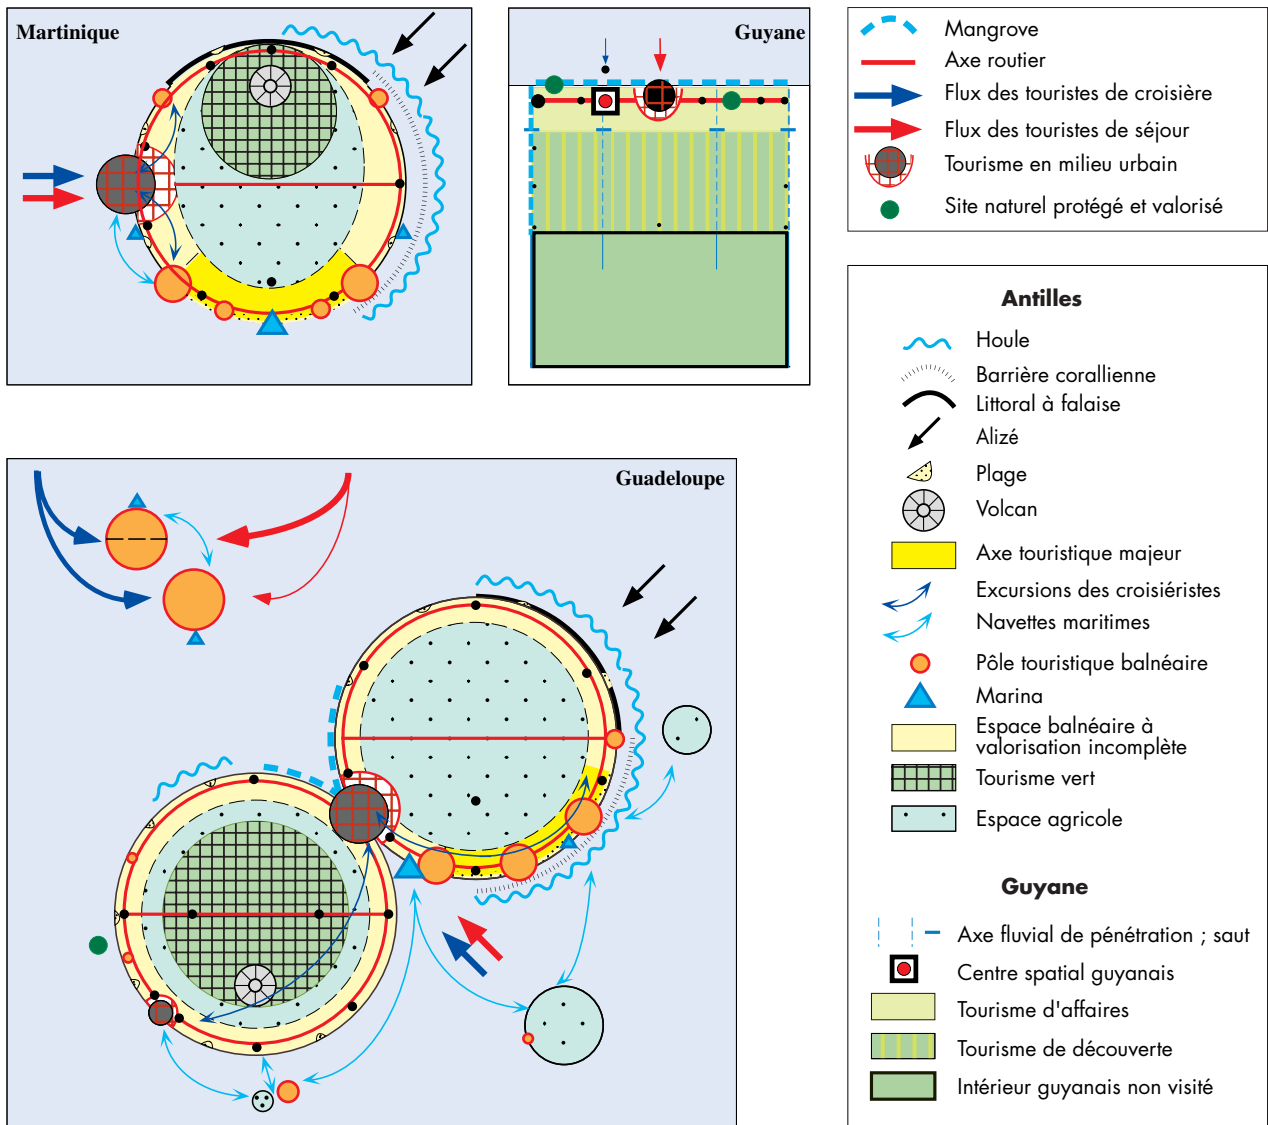 Martinique
Guyane
Guadeloupe
Mangrove
Axe routier
Flux des touristes de croisière
Flux des touristes de séjour
Tourisme en milieu urbain
Site naturel protégé et valorisé
Antilles
Houle
Barrière corallienne
Littoral à falaise
Alizé
Plage
Volcan
Axe touristique majeur
Excursions des croisiéristes
Navettes maritimes
Pôle touristique balnéaire
Marina
Espace balnéaire à
valorisation incomplète
Tourisme vert
Espace agricole
Guyane
Axe fluvial de pénétration ; saut
Centre spatial guyanais
Tourisme d'affaires
Tourisme de découverte
Intérieur guyanais non visité